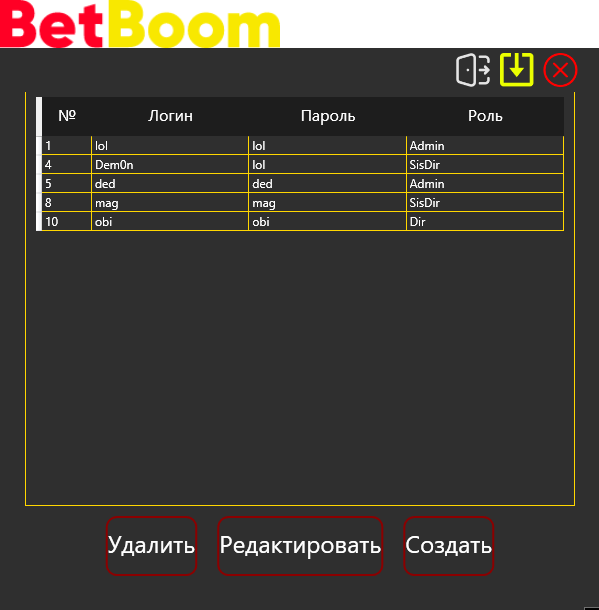 BetBoom
№ Логин Пароль Роль
1 lol lol Admin
4 Dem0n lol SisDir
5 ded ded Admin
8 mag mag SisDir
10 obi obi Dir
Удалить Редактировать Создать